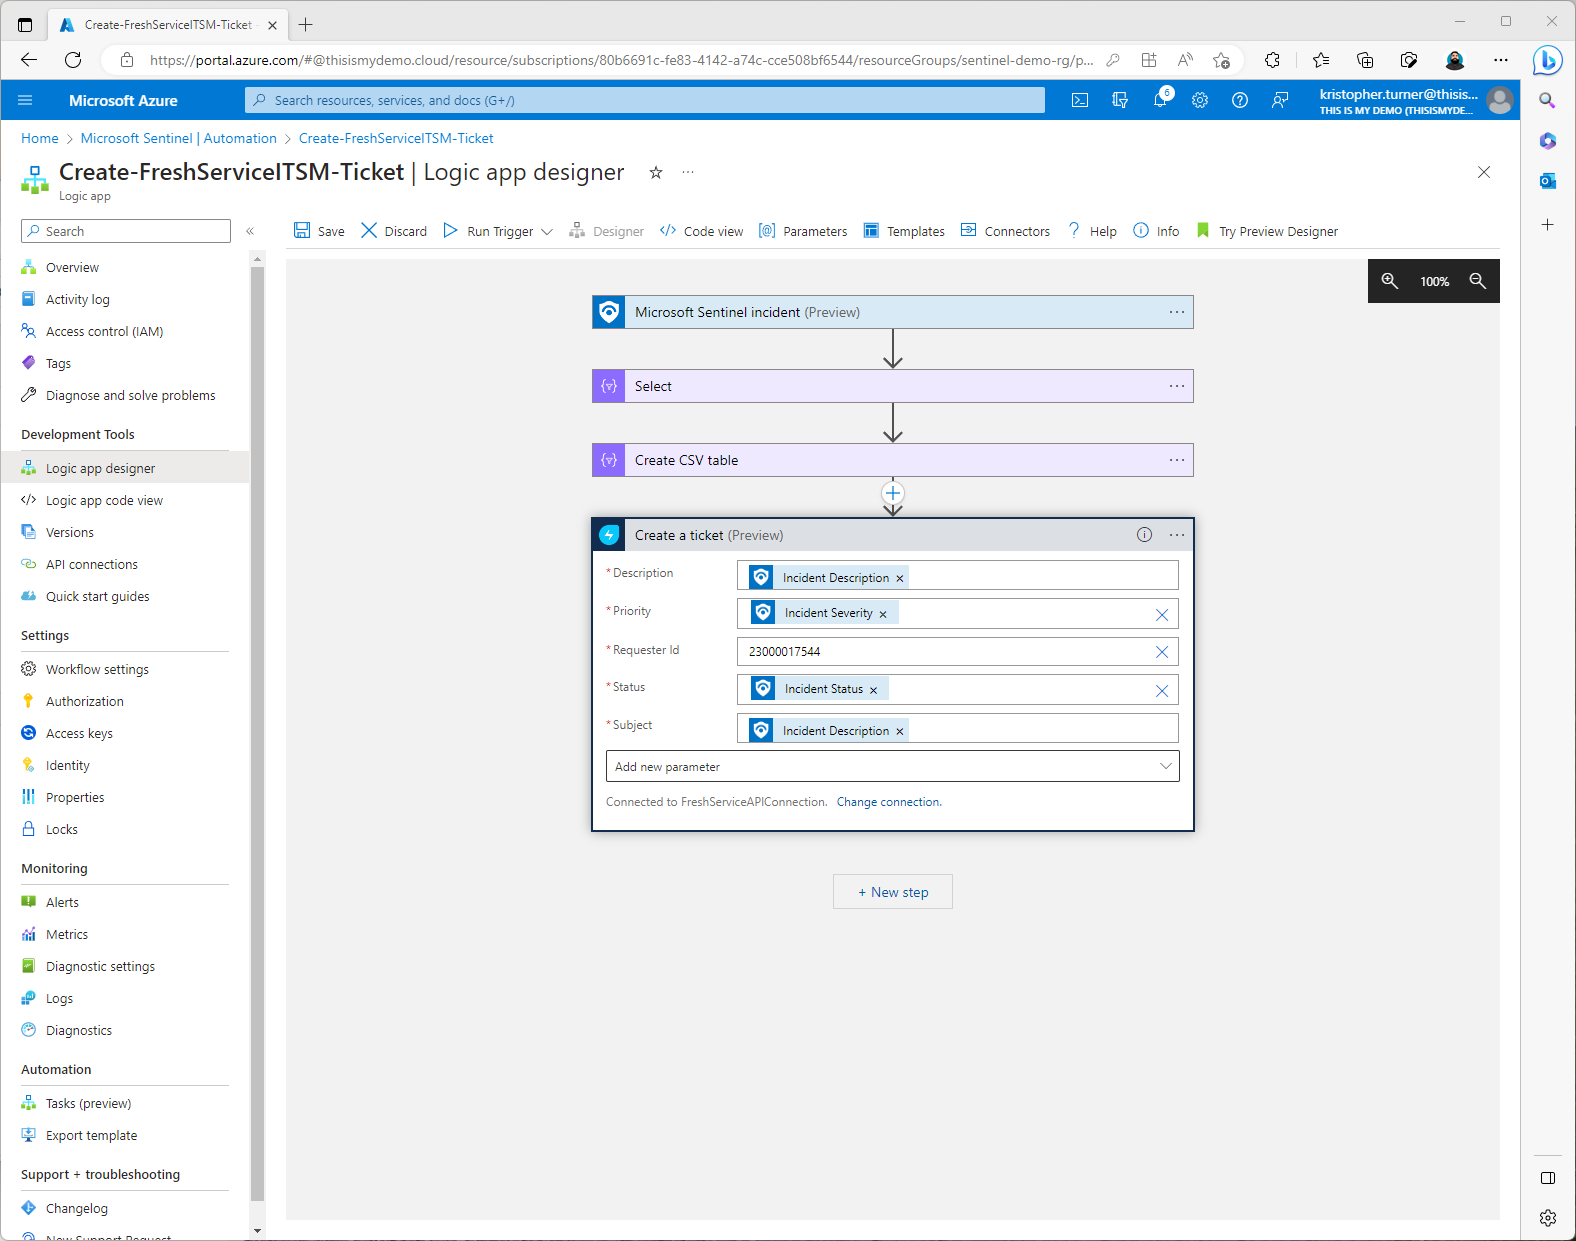 Create-FreshServiceITSM-Ticket
https://portal.azure.com/#@thisismydemo.cloud/resource/subscriptions/80b6691c-fe83-4142-a74c-cce508bf6544/resourceGroups/sentinel-demo-rg/p...
Microsoft Azure
Search resources, services, and docs (G+/)
6
kristopher.turner@thisis...
THIS IS MY DEMO (THISISMYDE...
Home > Microsoft Sentinel | Automation > Create-FreshServiceITSM-Ticket
Create-FreshServiceITSM-Ticket | Logic app designer
Logic app
Search
Save
Discard
Run Trigger
Designer
Code view
Parameters
Templates
Connectors
Help
Info
Try Preview Designer
Overview
Activity log
Access control (IAM)
Tags
Diagnose and solve problems
Development Tools
Logic app designer
Logic app code view
Versions
API connections
Quick start guides
Settings
Workflow settings
Authorization
Access keys
Identity
Properties
Locks
Monitoring
Alerts
Metrics
Diagnostic settings
Logs
Diagnostics
Automation
Tasks (preview)
Export template
Support + troubleshooting
Changelog
New Support Request
100%
Microsoft Sentinel incident (Preview)
Select
Create CSV table
Create a ticket (Preview)
* Description
Incident Description
* Priority
Incident Severity
* Requester Id
23000017544
* Status
Incident Status
* Subject
Incident Description
Add new parameter
Connected to FreshServiceAPIConnection. Change connection.
+ New step